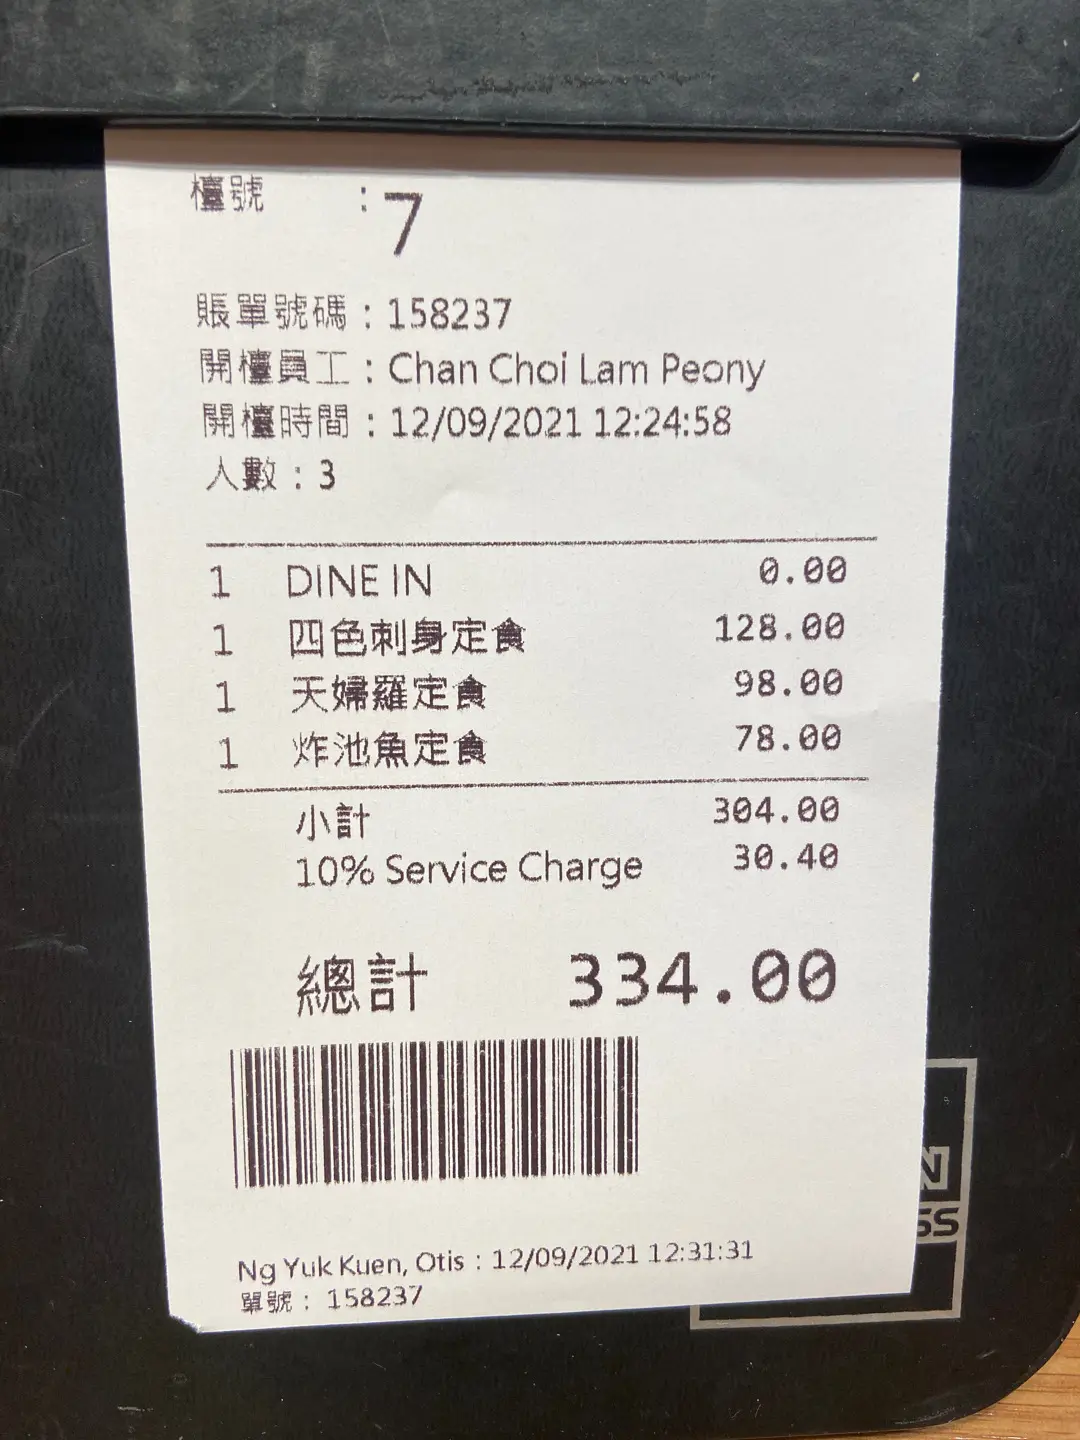 檯號 : 7
賬單號碼 : 158237
開檯員工 : Chan Choi Lam Peony
開檯時間 : 12/09/2021 12:24:58
人數 : 3
1 DINE IN 0.00
1 四色刺身定食 128.00
1 天婦羅定食 98.00
1 炸池魚定食 78.00
小計 304.00
10% Service Charge 30.40
總計 334.00
Ng Yuk Kuen, Otis : 12/09/2021 12:31:31
單號 : 158237